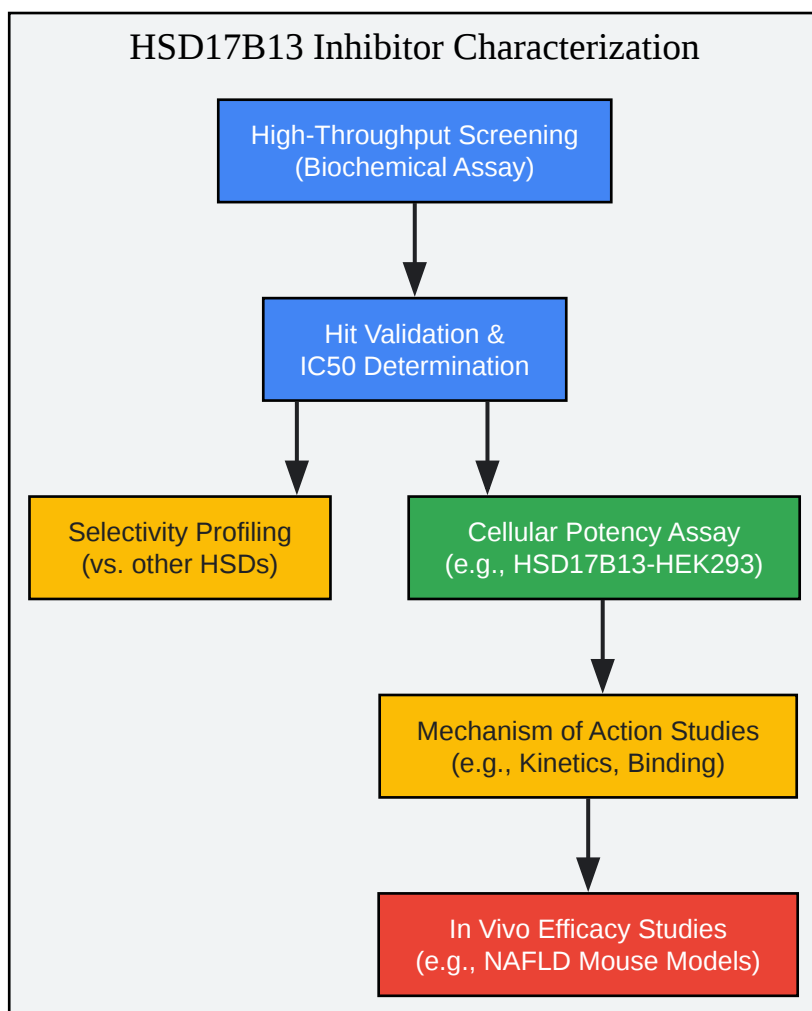 HSD17B13 Inhibitor Characterization
High-Throughput Screening
(Biochemical Assay)
Hit Validation &
IC50 Determination
Selectivity Profiling
(vs. other HSDs)
Cellular Potency Assay
(e.g., HSD17B13-HEK293)
Mechanism of Action Studies
(e.g., Kinetics, Binding)
In Vivo Efficacy Studies
(e.g., NAFLD Mouse Models)